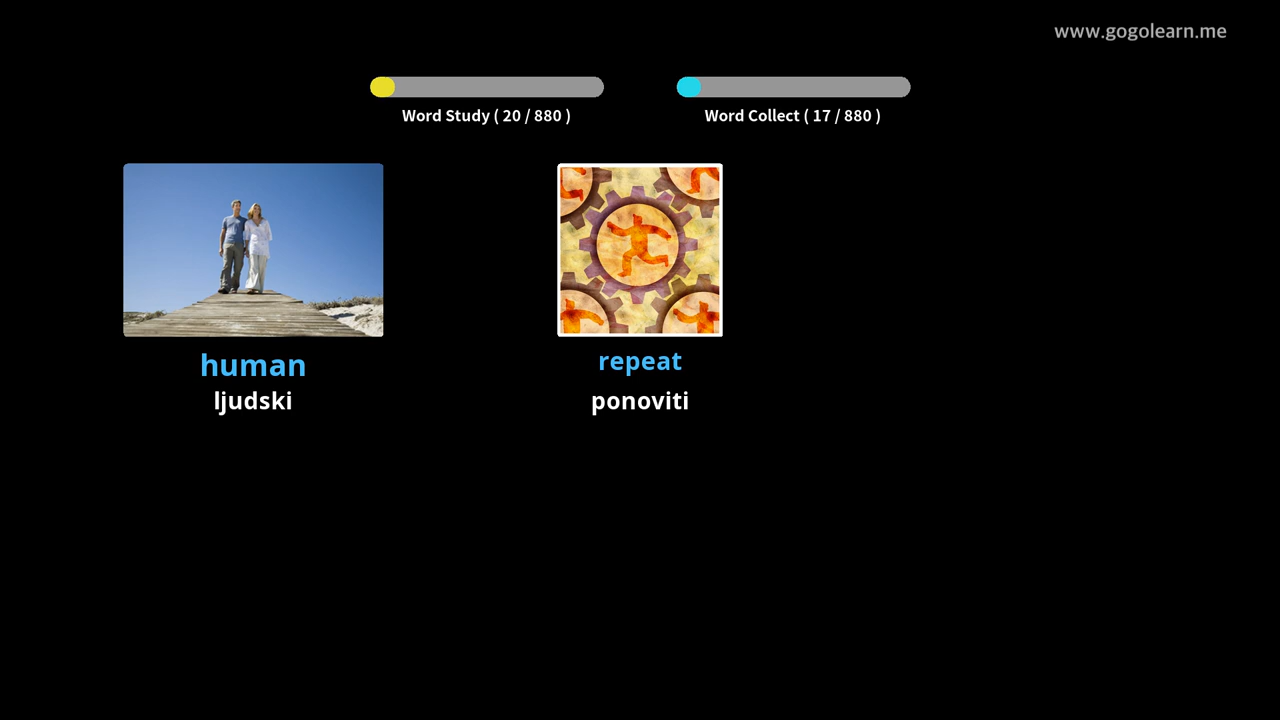 www.gogolearn.me
Word Study ( 20 / 880 )
Word Collect ( 17 / 880 )
human
ljudski
repeat
ponoviti